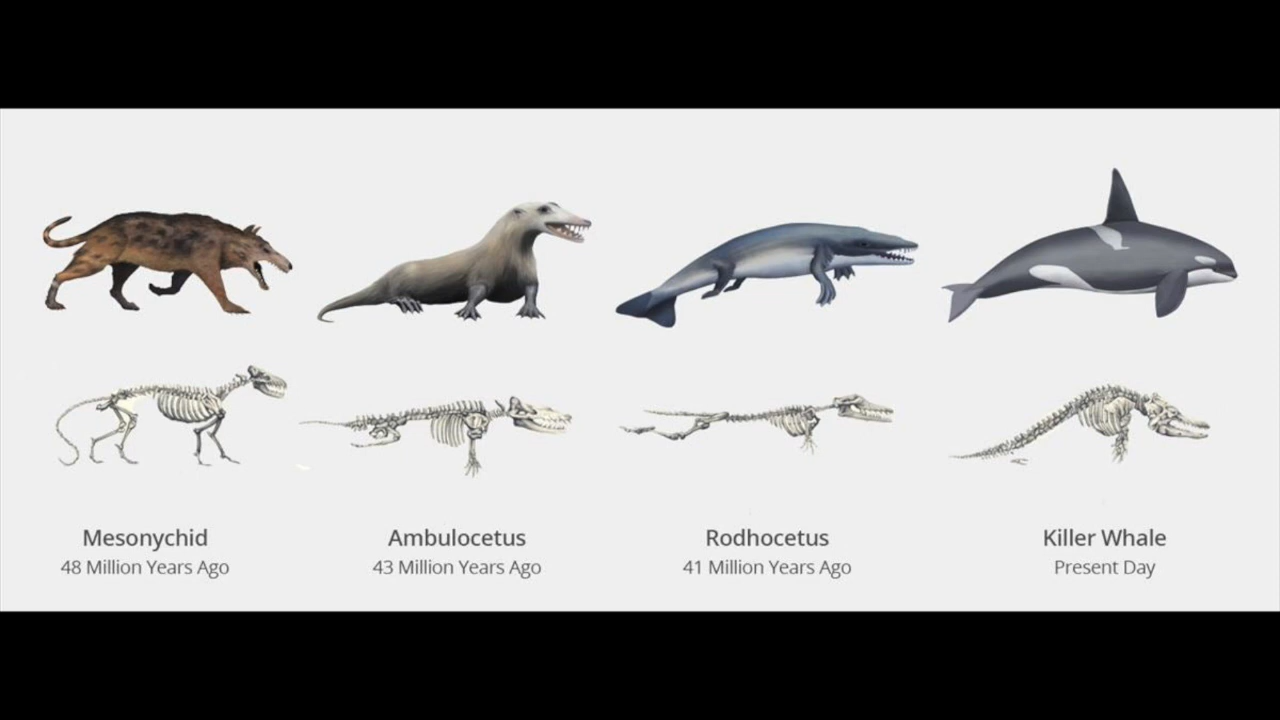 Mesonychid
48 Million Years Ago
Ambulocetus
43 Million Years Ago
Rodhocetus
41 Million Years Ago
Killer Whale
Present Day